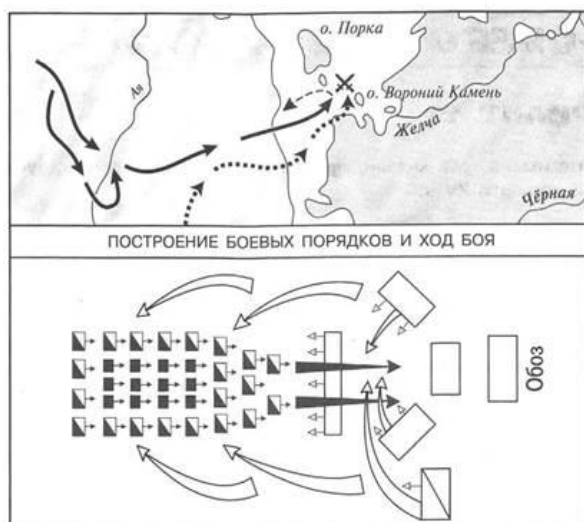 о. Порка
Ая
о. Вороний Камень
Желча
Чёрная
ПОСТРОЕНИЕ БОЕВЫХ ПОРЯДКОВ И ХОД БОЯ
Обоз